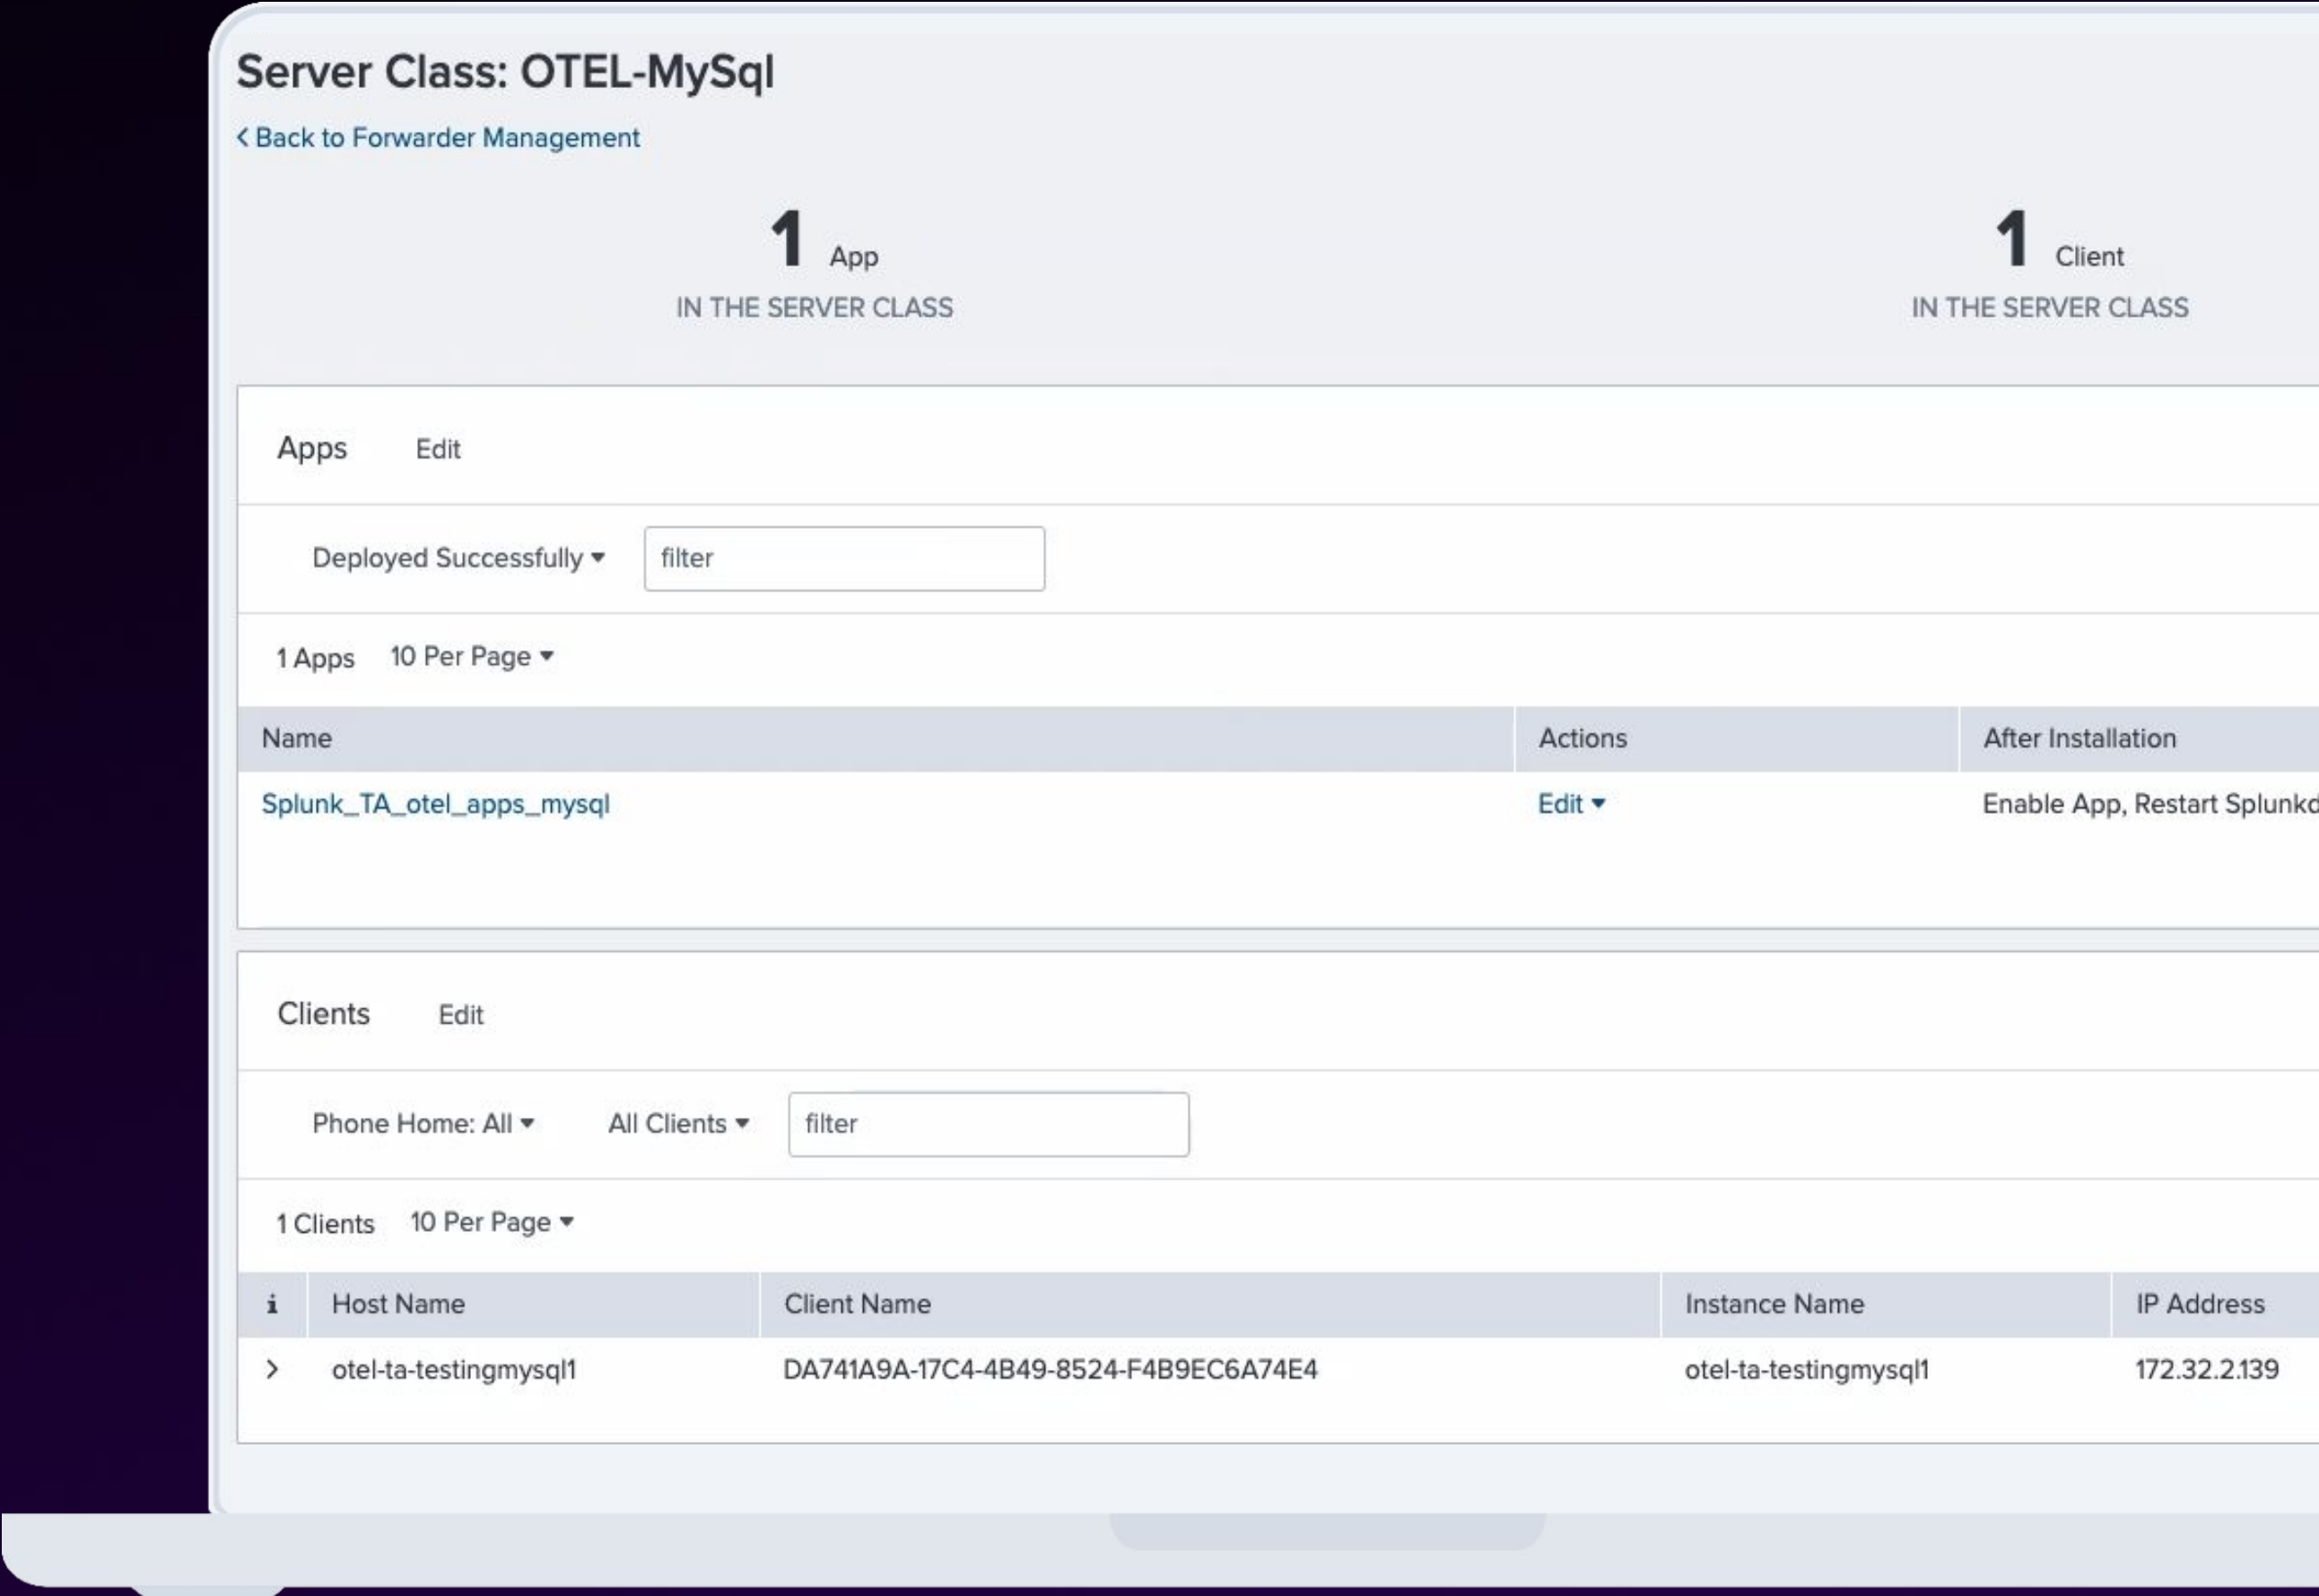 Server Class: OTEL-MySql
Back to Forwarder Management
1 App
IN THE SERVER CLASS
1 Client
IN THE SERVER CLASS
Apps Edit
Deployed Successfully filter
1 Apps 10 Per Page
Name Actions After Installation
Splunk_TA_otel_apps_mysql Edit Enable App, Restart Splunkd
Clients Edit
Phone Home: All All Clients filter
1 Clients 10 Per Page
i Host Name Client Name Instance Name IP Address
otel-ta-testingmysql1 DA741A9A-17C4-4B49-8524-F4B9EC6A74E4 otel-ta-testingmysql1 172.32.2.139